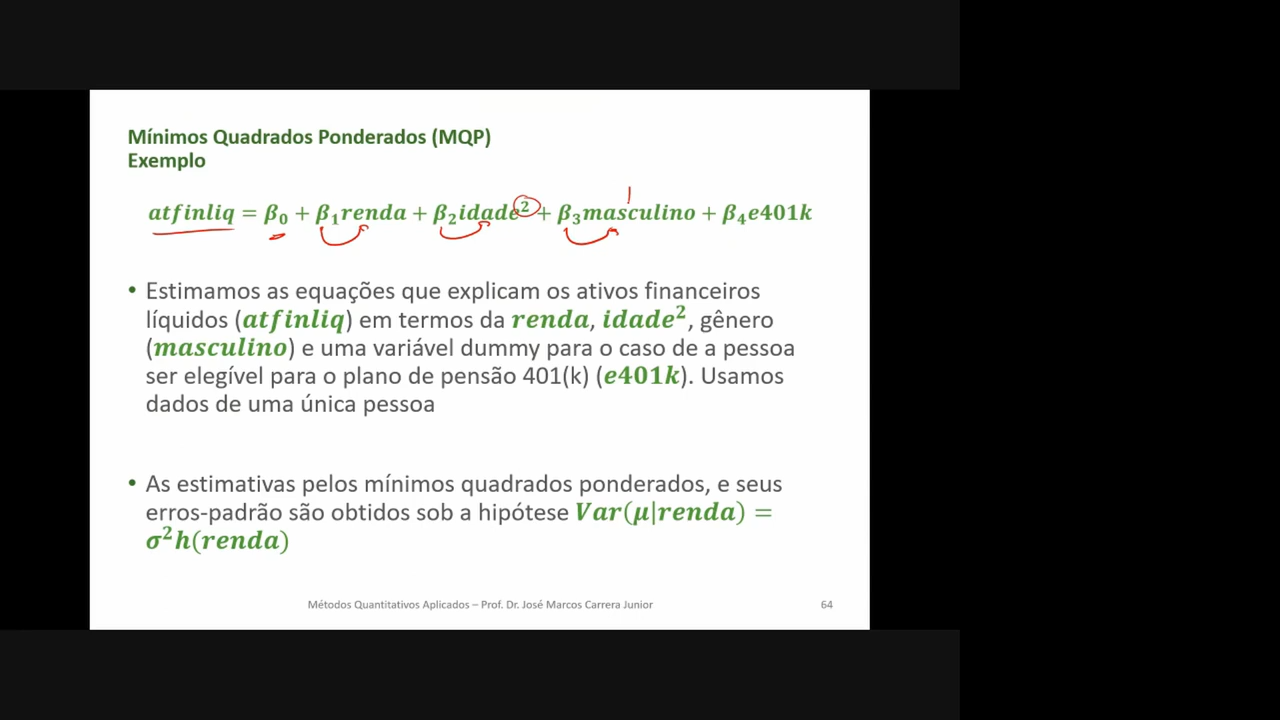 Mínimos Quadrados Ponderados (MQP)
Exemplo
atfinliq = β₀ + β₁renda + β₂idade² + β₃masculino + β₄e401k
• Estimamos as equações que explicam os ativos financeiros
líquidos (atfinliq) em termos da renda, idade², gênero
(masculino) e uma variável dummy para o caso de a pessoa
ser elegível para o plano de pensão 401(k) (e401k). Usamos
dados de uma única pessoa
• As estimativas pelos mínimos quadrados ponderados, e seus
erros-padrão são obtidos sob a hipótese Var(μ|renda) =
σ²h(renda)
Métodos Quantitativos Aplicados – Prof. Dr. José Marcos Carrera Junior 64